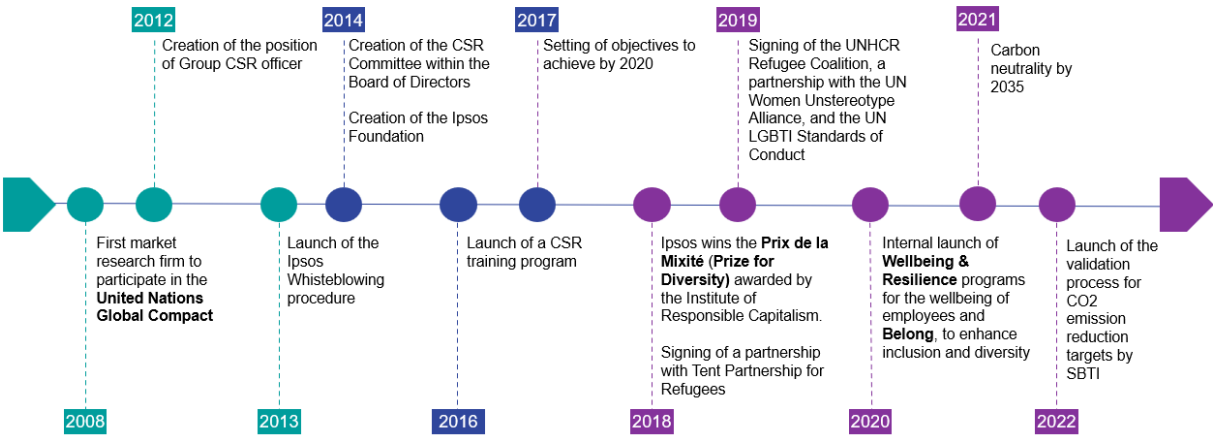 2012
Creation of the position
of Group CSR officer
2014
Creation of the CSR
Committee within the
Board of Directors
Creation of the Ipsos
Foundation
2017
Setting of objectives to
achieve by 2020
2019
Signing of the UNHCR
Refugee Coalition, a
partnership with the UN
Women Unstereotype
Alliance, and the UN
LGBTI Standards of
Conduct
2021
Carbon
neutrality by
2035
First market
research firm to
participate in the
United Nations
Global Compact
2008
Launch of the
Ipsos
Whisteblowing
procedure
2013
Launch of a CSR
training program
2016
Ipsos wins the Prix de la
Mixité (Prize for
Diversity) awarded by
the Institute of
Responsible Capitalism.
Signing of a partnership
with Tent Partnership for
Refugees
2018
Internal launch of
Wellbeing &
Resilience programs
for the wellbeing of
employees and
Belong, to enhance
inclusion and diversity
2020
Launch of the
validation
process for
CO2
emission
reduction
targets by
SBTI
2022